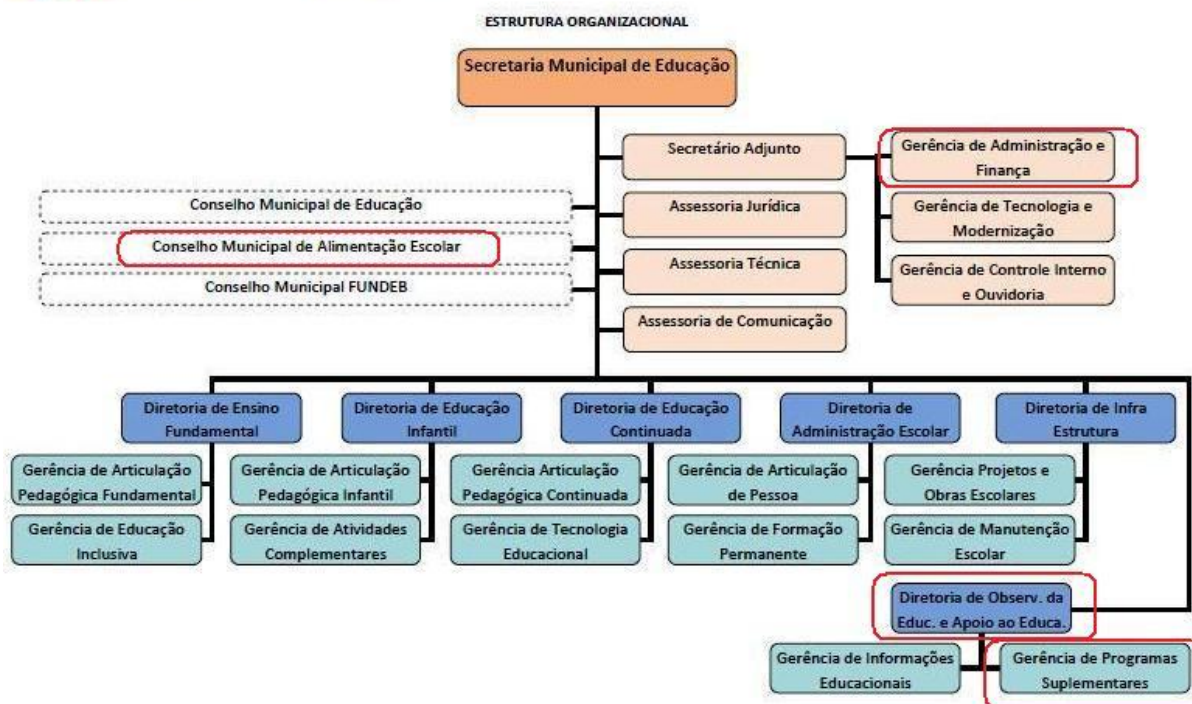 ESTRUTURA ORGANIZACIONAL
Secretaria Municipal de Educação
Secretário Adjunto
Gerência de Administração e
Finança
Conselho Municipal de Educação
Assessoria Jurídica
Gerência de Tecnologia e
Modernização
Conselho Municipal de Alimentação Escolar
Assessoria Técnica
Gerência de Controle Interno
e Ouvidoria
Conselho Municipal FUNDEB
Assessoria de Comunicação
Diretoria de Ensino
Fundamental
Diretoria de Educação
Infantil
Diretoria de Educação
Continuada
Diretoria de
Administração Escolar
Diretoria de Infra
Estrutura
Gerência de Articulação
Pedagógica Fundamental
Gerência de Articulação
Pedagógica Infantil
Gerência Articulação
Pedagógica Continuada
Gerência de Articulação
de Pessoa
Gerência Projetos e
Obras Escolares
Gerência de Educação
Inclusiva
Gerência de Atividades
Complementares
Gerência de Tecnologia
Educacional
Gerência de Formação
Permanente
Gerência de Manutenção
Escolar
Diretoria de Observ. da
Educ. e Apoio ao Educa.
Gerência de Informações
Educacionais
Gerência de Programas
Suplementares